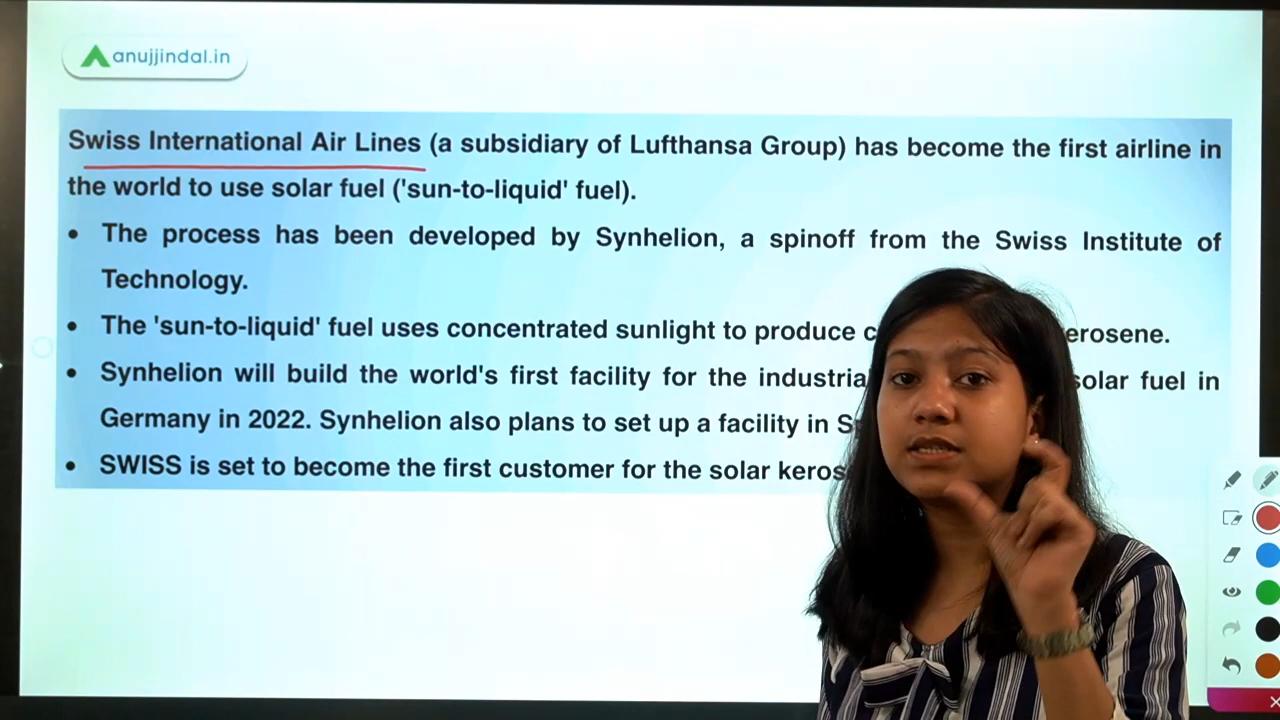 anujjindal.in
Swiss International Air Lines (a subsidiary of Lufthansa Group) has become the first airline in
the world to use solar fuel ('sun-to-liquid' fuel).
• The process has been developed by Synhelion, a spinoff from the Swiss Institute of
Technology.
• The 'sun-to-liquid' fuel uses concentrated sunlight to produce erosene.
• Synhelion will build the world's first facility for the industria solar fuel in
Germany in 2022. Synhelion also plans to set up a facility in
• SWISS is set to become the first customer for the solar keros